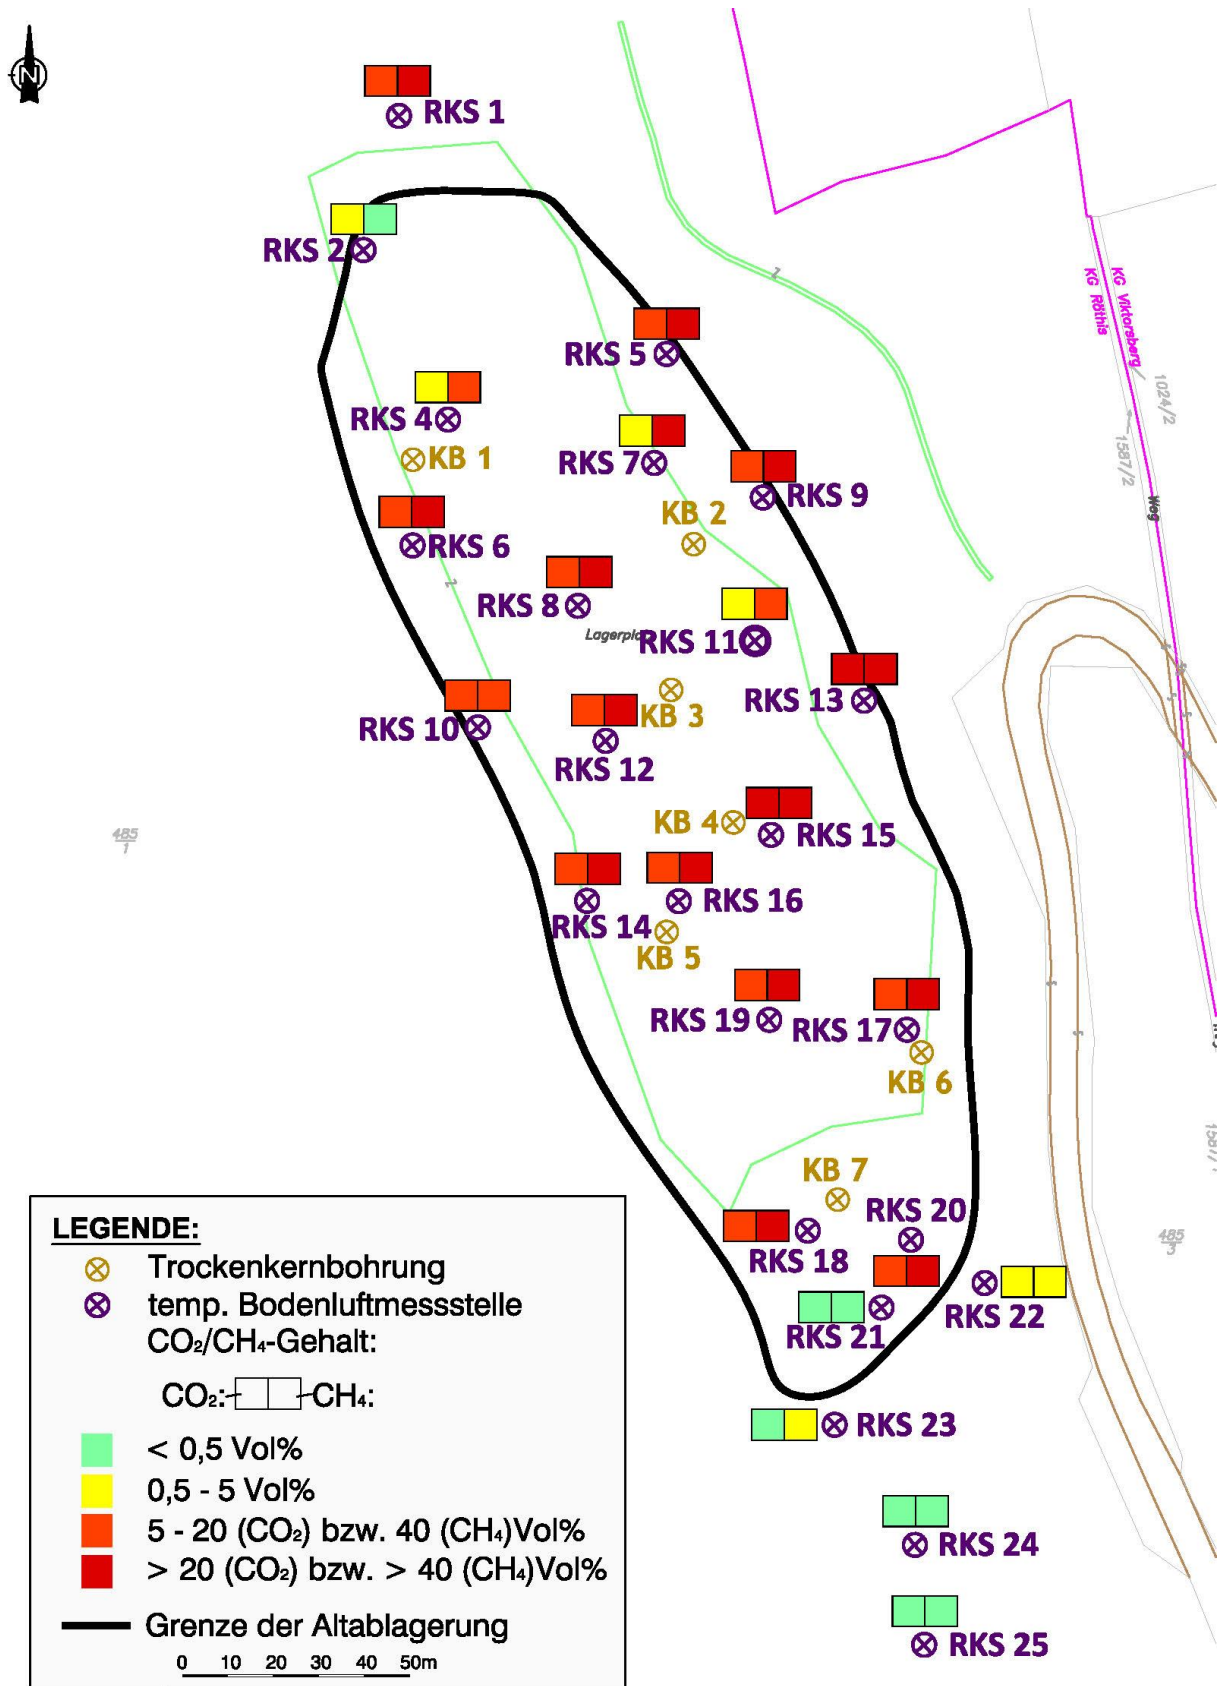 N
RKS 1
RKS 2
RKS 5
KG Viktorsberg
KG Röthis
1024/2
1587/2
RKS 4
KB 1
RKS 7
RKS 9
KB 2
Weg
RKS 6
RKS 8
RKS 11
RKS 13
KB 3
RKS 10
RKS 12
KB 4
RKS 15
485
1
RKS 14
RKS 16
KB 5
RKS 19
RKS 17
KB 6
KB 7
RKS 20
RKS 18
485
3
RKS 22
RKS 21
RKS 23
RKS 24
RKS 25
LEGENDE:
Trockenkernbohrung
temp. Bodenluftmessstelle
CO₂/CH₄-Gehalt:
CO₂: CH₄:
< 0,5 Vol%
0,5 - 5 Vol%
5 - 20 (CO₂) bzw. 40 (CH₄)Vol%
> 20 (CO₂) bzw. > 40 (CH₄)Vol%
Grenze der Altablagerung
0 10 20 30 40 50m